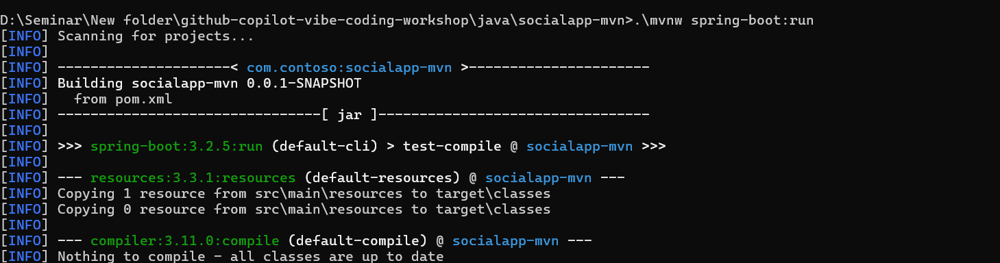 D:\Seminar\New folder\github-copilot-vibe-coding-workshop\java\socialapp-mvn>.\mvnw spring-boot:run
[INFO] Scanning for projects...
[INFO]
[INFO] ---------------------< com.contoso:socialapp-mvn >----------------------
[INFO] Building socialapp-mvn 0.0.1-SNAPSHOT
[INFO]   from pom.xml
[INFO] --------------------------------[ jar ]---------------------------------
[INFO]
[INFO] >>> spring-boot:3.2.5:run (default-cli) > test-compile @ socialapp-mvn >>>
[INFO]
[INFO] --- resources:3.3.1:resources (default-resources) @ socialapp-mvn ---
[INFO] Copying 1 resource from src\main\resources to target\classes
[INFO] Copying 0 resource from src\main\resources to target\classes
[INFO]
[INFO] --- compiler:3.11.0:compile (default-compile) @ socialapp-mvn ---
[INFO] Nothing to compile - all classes are up to date